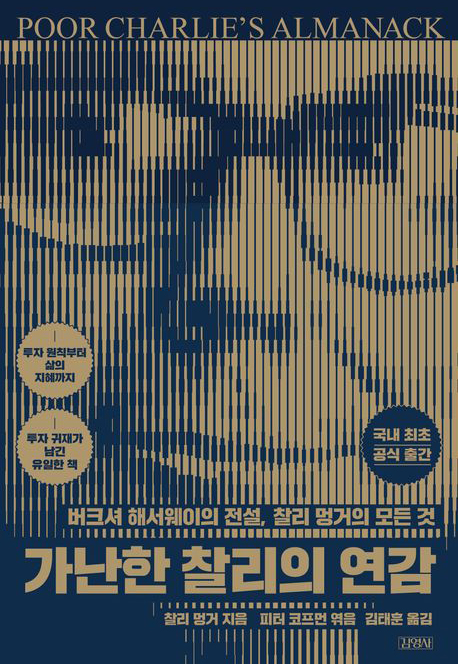 POOR CHARLIE'S ALMANACK
투자 원칙부터
삶의
지혜까지
투자 귀재가
남긴
유일한 책
국내 최초
공식 출간
버크셔 해서웨이의 전설, 찰리 멍거의 모든 것
가난한 찰리의 연감
찰리 멍거 지음 피터 코프먼 엮음 김태훈 옮김
김영사